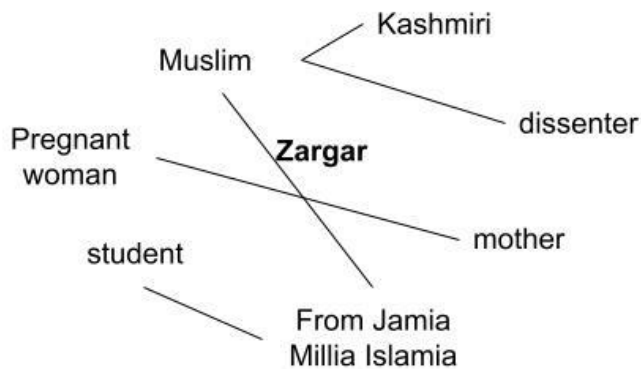 Kashmiri
Muslim
dissenter
Pregnant
woman
Zargar
mother
student
From Jamia
Millia Islamia